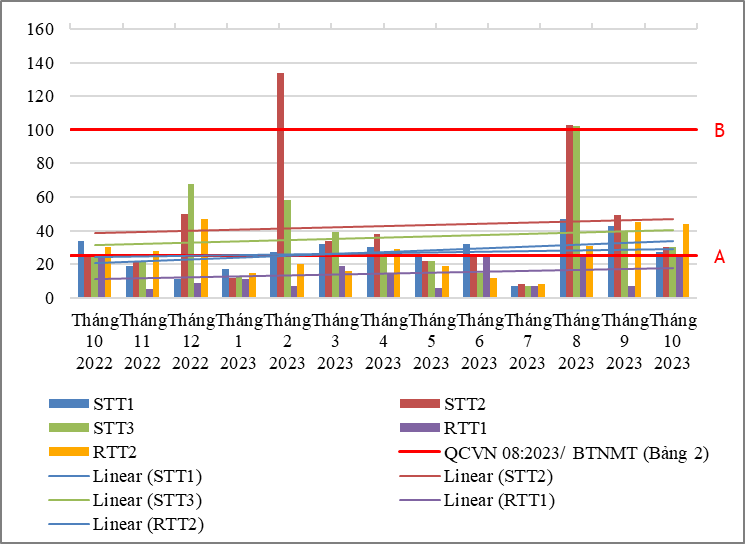 160
140
120
100
80
60
40
20
0
B
A
Tháng 10 2022
Tháng 11 2022
Tháng 12 2022
Tháng 1 2023
Tháng 2 2023
Tháng 3 2023
Tháng 4 2023
Tháng 5 2023
Tháng 6 2023
Tháng 7 2023
Tháng 8 2023
Tháng 9 2023
Tháng 10 2023
STT1
STT2
STT3
RTT1
RTT2
QCVN 08:2023/ BTNMT (Bảng 2)
Linear (STT1)
Linear (STT2)
Linear (STT3)
Linear (RTT1)
Linear (RTT2)